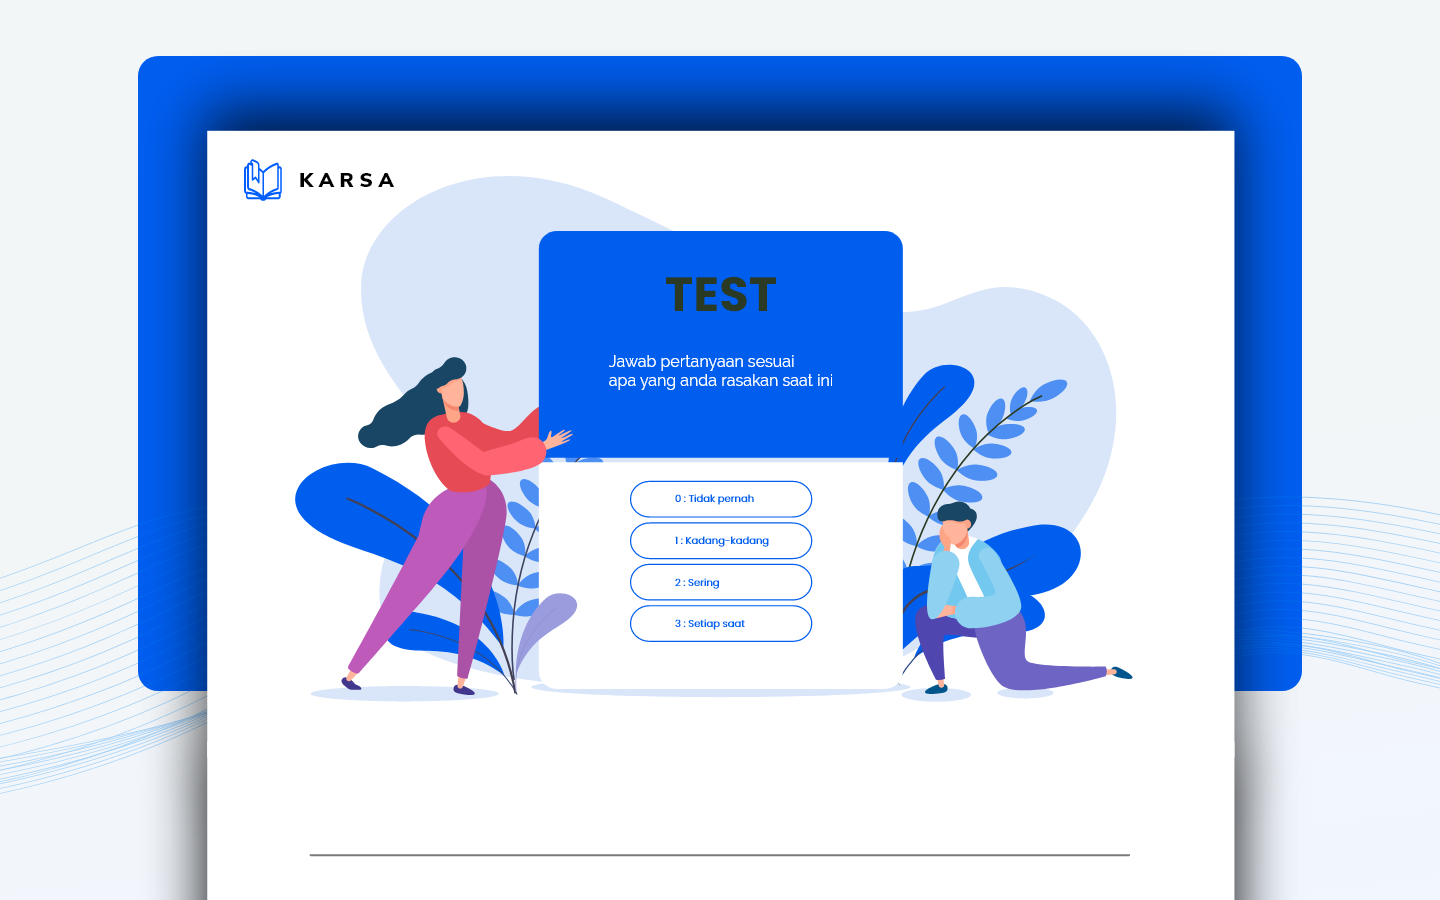 KARSA
TEST
Jawab pertanyaan sesuai
apa yang anda rasakan saat ini
0 : Tidak pernah
1 : Kadang-kadang
2 : Sering
3 : Setiap saat